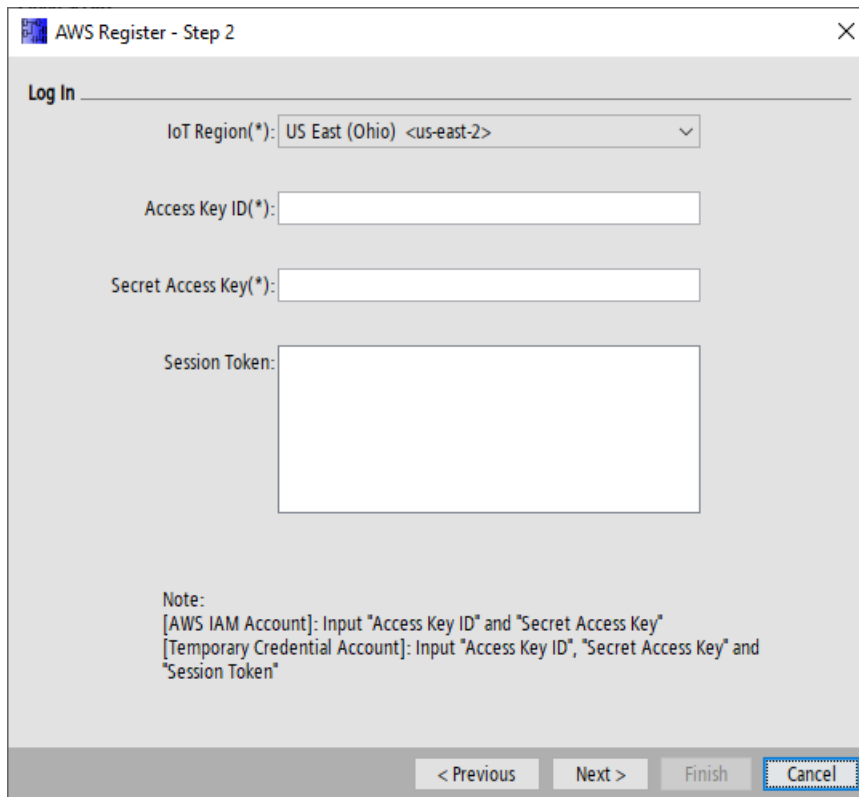 AWS Register - Step 2
Log In
IoT Region(*): US East (Ohio) <us-east-2>
Access Key ID(*):
Secret Access Key(*):
Session Token:
Note:
[AWS IAM Account]: Input "Access Key ID" and "Secret Access Key"
[Temporary Credential Account]: Input "Access Key ID", "Secret Access Key" and
"Session Token"
< Previous Next > Finish Cancel